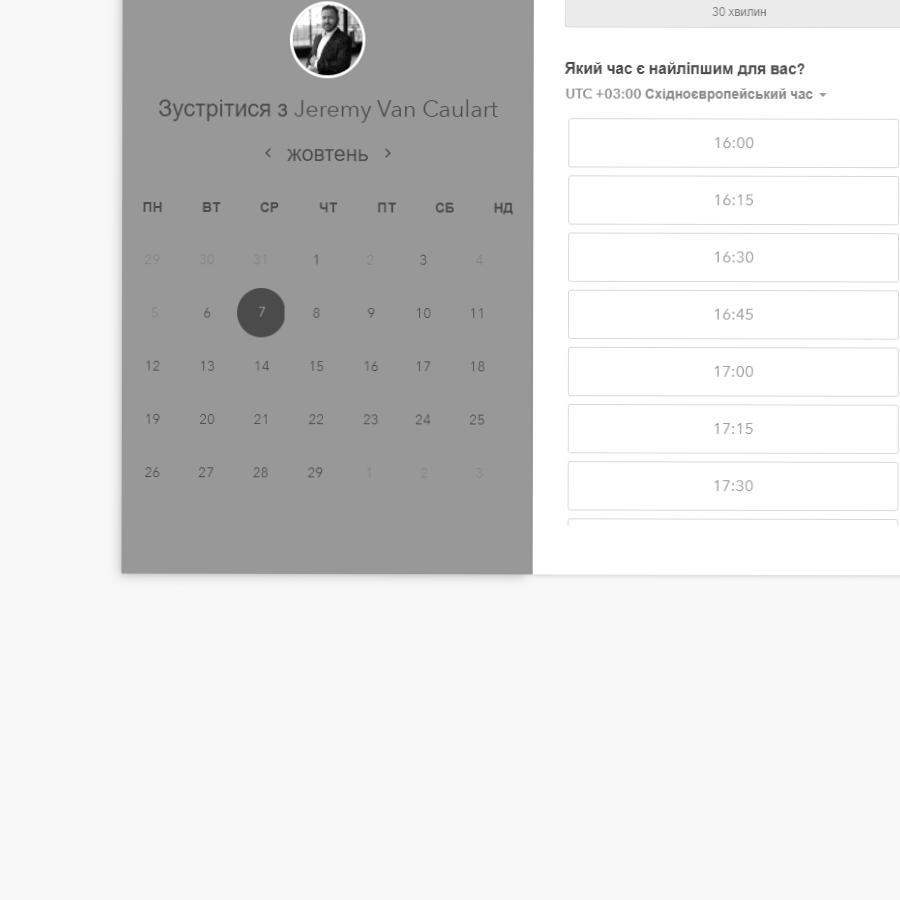 Зустрітися з Jeremy Van Caulart
< жовтень >
ПН ВТ СР ЧТ ПТ СБ НД
29 30 31 1 2 3 4
5 6 7 8 9 10 11
12 13 14 15 16 17 18
19 20 21 22 23 24 25
26 27 28 29 1 2 3
30 хвилин
Який час є найліпшим для вас?
UTC +03:00 Східноєвропейський час
16:00
16:15
16:30
16:45
17:00
17:15
17:30